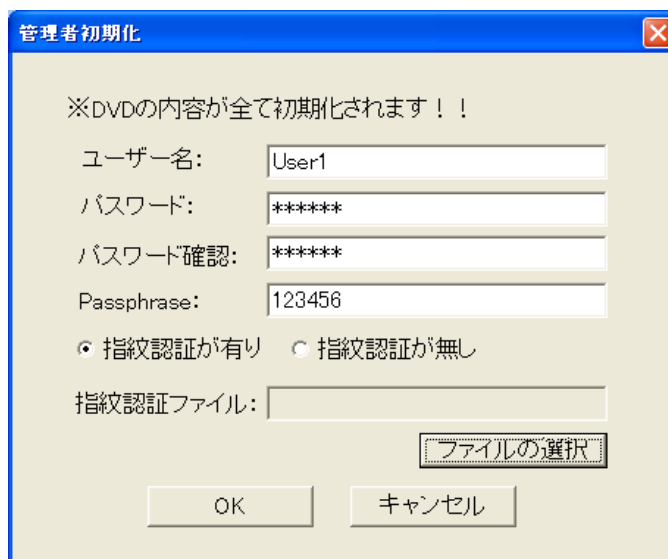 管理者初期化
※DVDの内容が全て初期化されます！！
ユーザー名: User1
パスワード: ******
パスワード確認: ******
Passphrase: 123456
指紋認証が有り 指紋認証が無し
指紋認証ファイル:
ファイルの選択
OK キャンセル